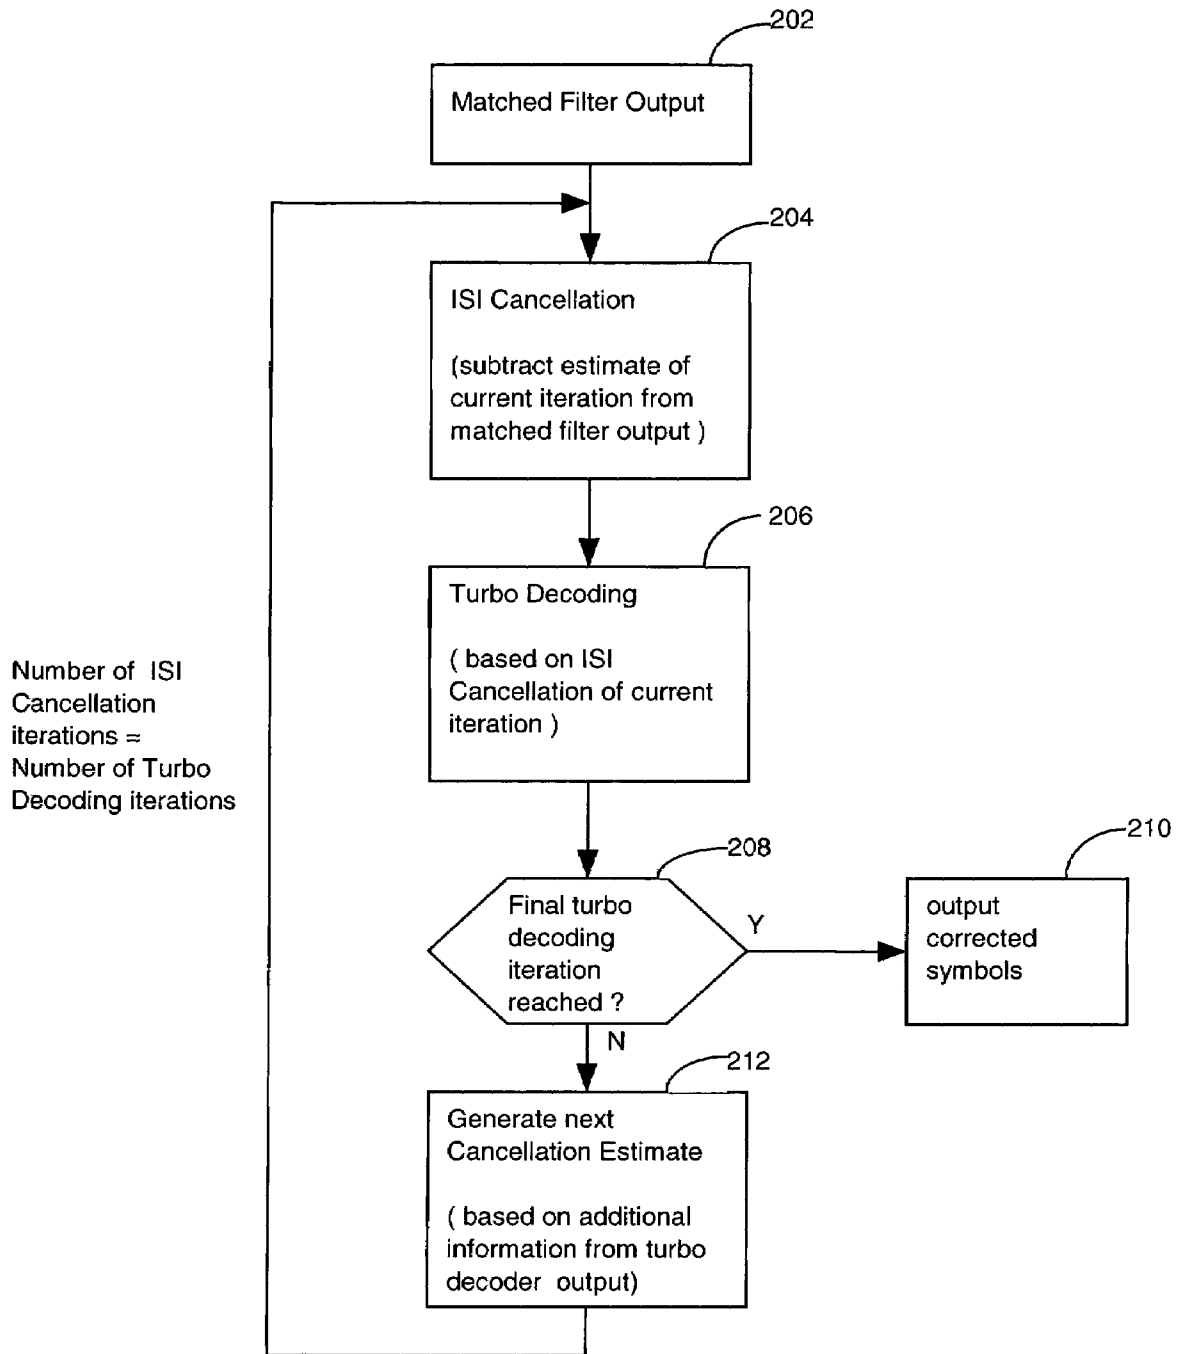 202
Matched Filter Output
204
ISI Cancellation
(subtract estimate of
current iteration from
matched filter output )
206
Turbo Decoding
( based on ISI
Cancellation of current
iteration )
Number of ISI
Cancellation
iterations =
Number of Turbo
Decoding iterations
208
Final turbo
decoding
iteration
reached ?
Y
N
210
output
corrected
symbols
212
Generate next
Cancellation Estimate
( based on additional
information from turbo
decoder output)